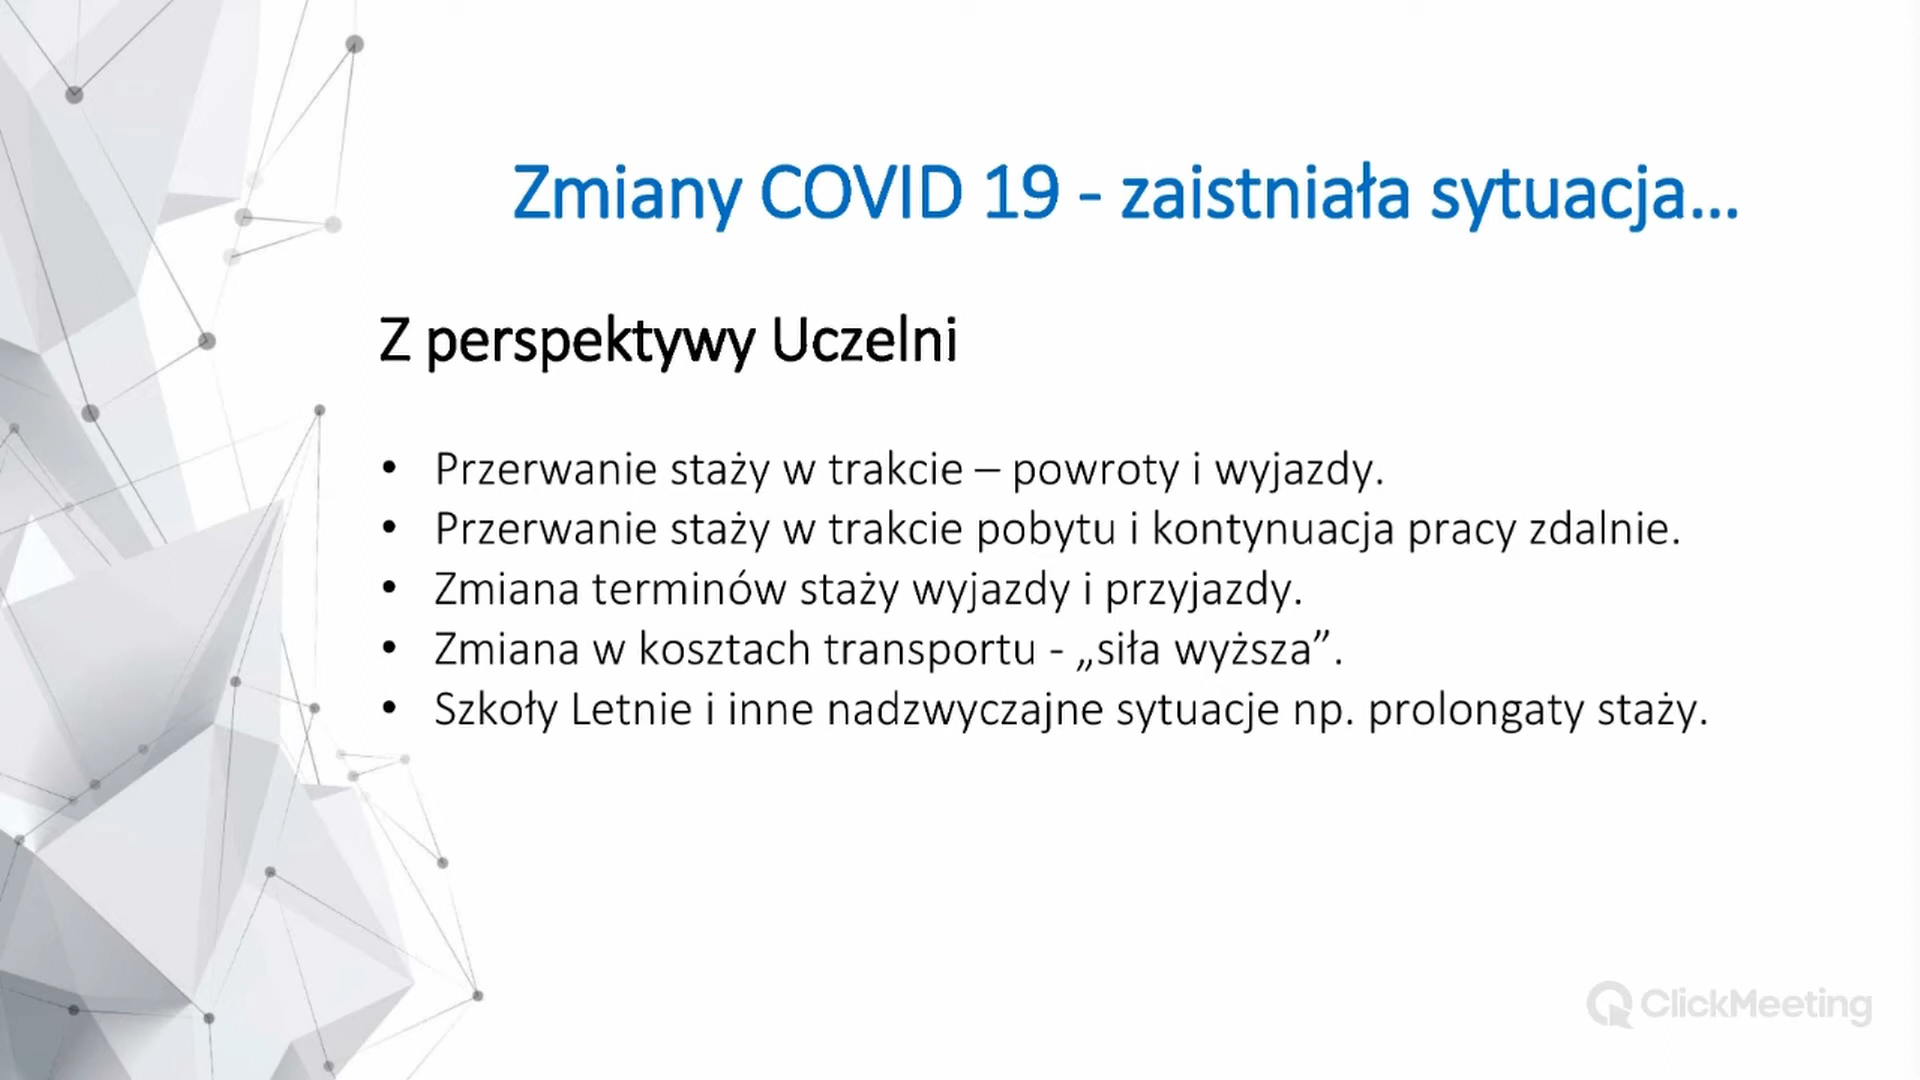 Zmiany COVID 19 - zaistniała sytuacja...
Z perspektywy Uczelni
• Przerwanie staży w trakcie – powroty i wyjazdy.
• Przerwanie staży w trakcie pobytu i kontynuacja pracy zdalnie.
• Zmiana terminów staży wyjazdy i przyjazdy.
• Zmiana w kosztach transportu - „siła wyższa”.
• Szkoły Letnie i inne nadzwyczajne sytuacje np. prolongaty staży.
ClickMeeting